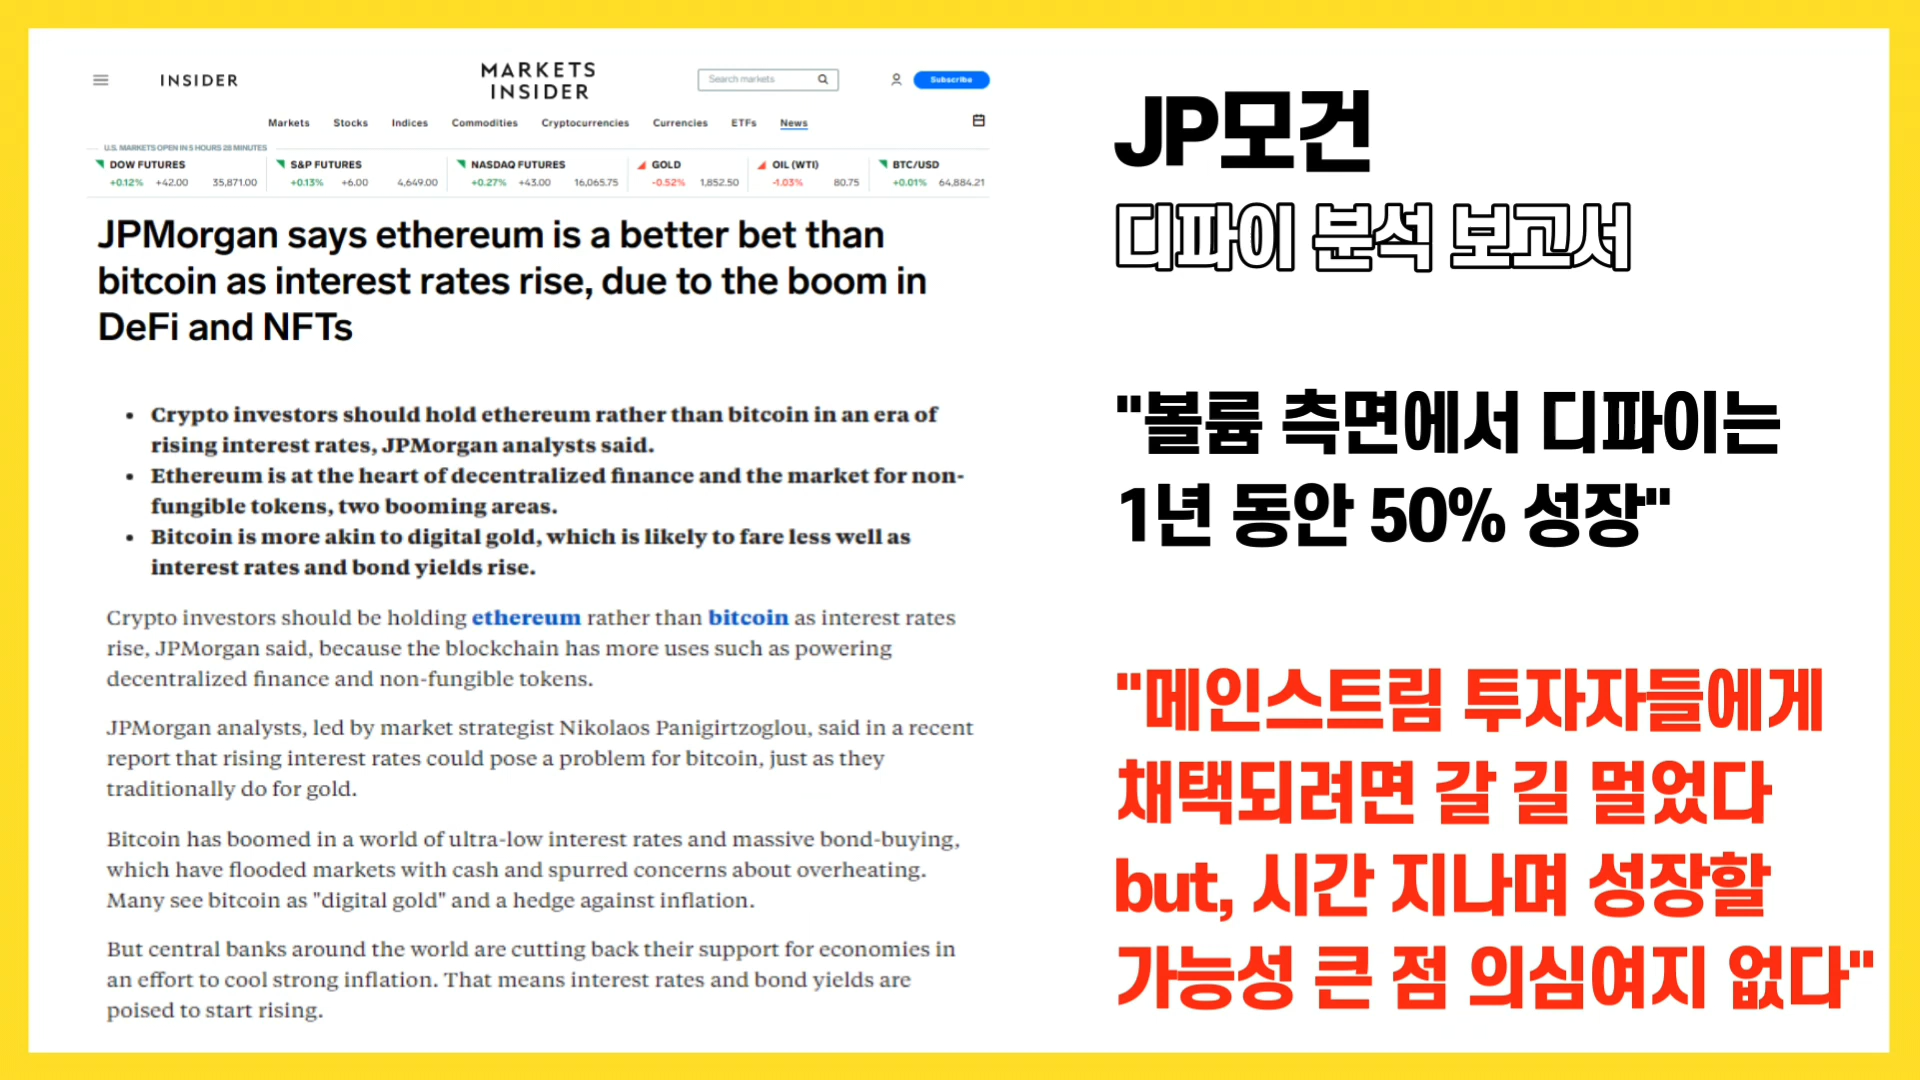 INSIDER
MARKETS
INSIDER
Search markets
Subscribe
Markets Stocks Indices Commodities Cryptocurrencies Currencies ETFs News
U.S. MARKETS OPEN IN 5 HOURS 28 MINUTES
DOW FUTURES
+0.12% +42.00 35,871.00
S&P FUTURES
+0.13% +6.00 4,649.00
NASDAQ FUTURES
+0.27% +43.00 16,065.75
GOLD
-0.52% 1,852.50
OIL (WTI)
-1.03% 80.75
BTC/USD
+0.01% 64,884.21
JPMorgan says ethereum is a better bet than
bitcoin as interest rates rise, due to the boom in
DeFi and NFTs
• Crypto investors should hold ethereum rather than bitcoin in an era of
rising interest rates, JPMorgan analysts said.
• Ethereum is at the heart of decentralized finance and the market for non-
fungible tokens, two booming areas.
• Bitcoin is more akin to digital gold, which is likely to fare less well as
interest rates and bond yields rise.
Crypto investors should be holding ethereum rather than bitcoin as interest rates
rise, JPMorgan said, because the blockchain has more uses such as powering
decentralized finance and non-fungible tokens.
JPMorgan analysts, led by market strategist Nikolaos Panigirtzoglou, said in a recent
report that rising interest rates could pose a problem for bitcoin, just as they
traditionally do for gold.
Bitcoin has boomed in a world of ultra-low interest rates and massive bond-buying,
which have flooded markets with cash and spurred concerns about overheating.
Many see bitcoin as "digital gold" and a hedge against inflation.
But central banks around the world are cutting back their support for economies in
an effort to cool strong inflation. That means interest rates and bond yields are
poised to start rising.
JP모건
디파이 분석 보고서
"볼륨 측면에서 디파이는
1년 동안 50% 성장"
"메인스트림 투자자들에게
채택되려면 갈 길 멀었다
but, 시간 지나며 성장할
가능성 큰 점 의심여지 없다"